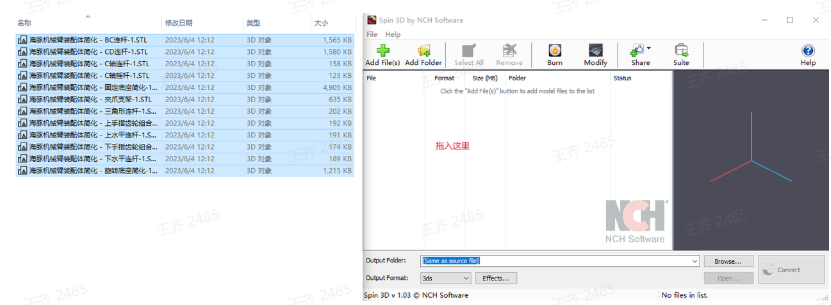 名称 修改日期 类型 大小
海豚机械臂装配体简化 - BC连杆-1.STL 2023/6/4 12:12 3D 对象 1,565 KB
海豚机械臂装配体简化 - CD连杆-1.STL 2023/6/4 12:12 3D 对象 1,580 KB
海豚机械臂装配体简化 - C轴连杆-1.STL 2023/6/4 12:12 3D 对象 158 KB
海豚机械臂装配体简化 - C轴摇杆-1.STL 2023/6/4 12:12 3D 对象 123 KB
海豚机械臂装配体简化 - 固定底座简化-1... 2023/6/4 12:12 3D 对象 4,905 KB
海豚机械臂装配体简化 - 夹爪支架-1.STL 2023/6/4 12:12 3D 对象 635 KB
海豚机械臂装配体简化 - 三角形连杆-1.S... 2023/6/4 12:12 3D 对象 202 KB
海豚机械臂装配体简化 - 上手指齿轮组合... 2023/6/4 12:12 3D 对象 192 KB
海豚机械臂装配体简化 - 上水平连杆-1.S... 2023/6/4 12:12 3D 对象 191 KB
海豚机械臂装配体简化 - 下手指齿轮组合... 2023/6/4 12:12 3D 对象 174 KB
海豚机械臂装配体简化 - 下水平连杆-1.S... 2023/6/4 12:12 3D 对象 189 KB
海豚机械臂装配体简化 - 旋转底座简化-1... 2023/6/4 12:12 3D 对象 1,215 KB
Spin 3D by NCH Software
File Help
Add File(s) Add Folder Select All Remove Burn Modify Share Suite Help
File Format Size (MB) Folder Status
Click the "Add File(s)" button to add model files to the list
拖入这里
NCH
NCH Software
Output Folder: [Same as source file] Browse...
Convert
Output Format: .3ds Effects... Open...
Spin 3D v 1.03 © NCH Software No files in list.
王齐 2485
王齐 2485
王齐 2485
王齐 2485